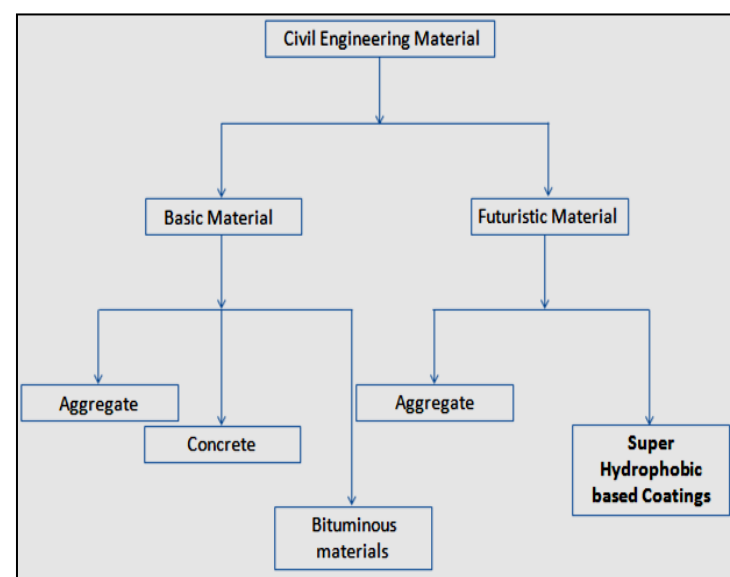 Civil Engineering Material
Basic Material
Futuristic Material
Aggregate
Aggregate
Concrete
Super
Hydrophobic
based Coatings
Bituminous
materials